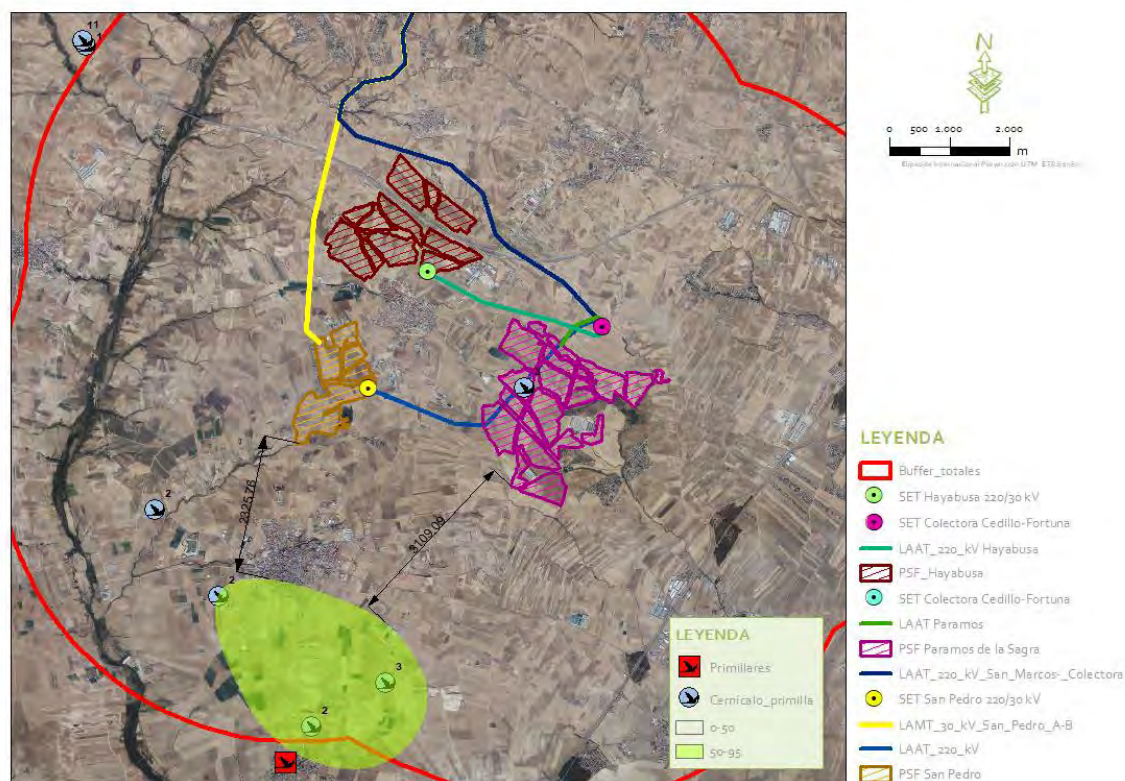 11
1
2
2325.76
3109.09
2
3
2
LEYENDA
Primillares
Cernicalo_primilla
0-50
50-95
N
0 500 1.000 2.000
m
LEYENDA
Buffer_totales
SET Hayabusa 220/30 kV
SET Colectora Cedillo-Fortuna
LAAT_220_kV Hayabusa
PSF_Hayabusa
SET Colectora Cedillo-Fortuna
LAAT Paramos
PSF Paramos de la Sagra
LAAT_220_kV_San_Marcos-_Colectora
SET San Pedro 220/30 kV
LAMT_30_kV_San_Pedro_A-B
LAAT_220_kV
PSF San Pedro